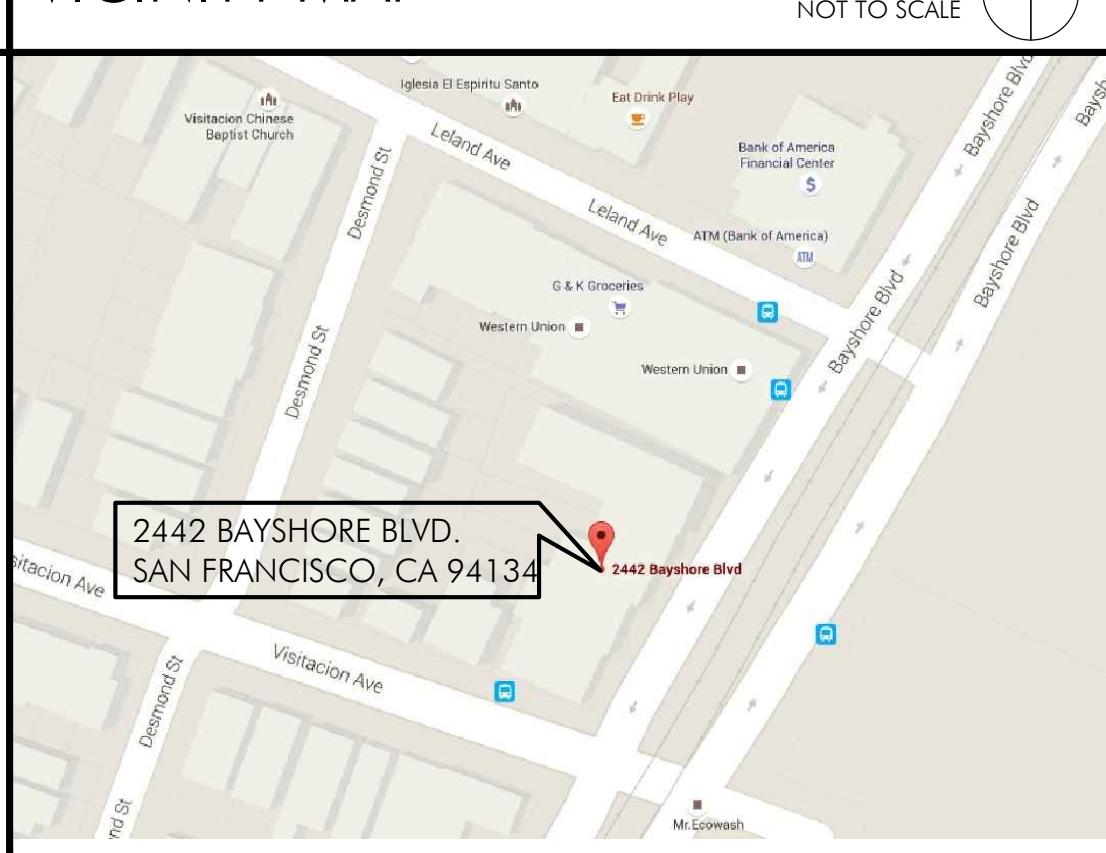 VICINITY MAP
NOT TO SCALE
Iglesia El Espiritu Santo
Eat Drink Play
Visitacion Chinese
Baptist Church
Bank of America
Financial Center
Leland Ave
Leland Ave
ATM (Bank of America)
ATM
Bayshore Blvd
Bayshore Blvd
Bayshore Blvd
Desmond St
G & K Groceries
Western Union
Western Union
Desmond St
2442 BAYSHORE BLVD.
SAN FRANCISCO, CA 94134
2442 Bayshore Blvd
sitacion Ave
Visitacion Ave
Desmond St
nd St
Mr.Ecowash